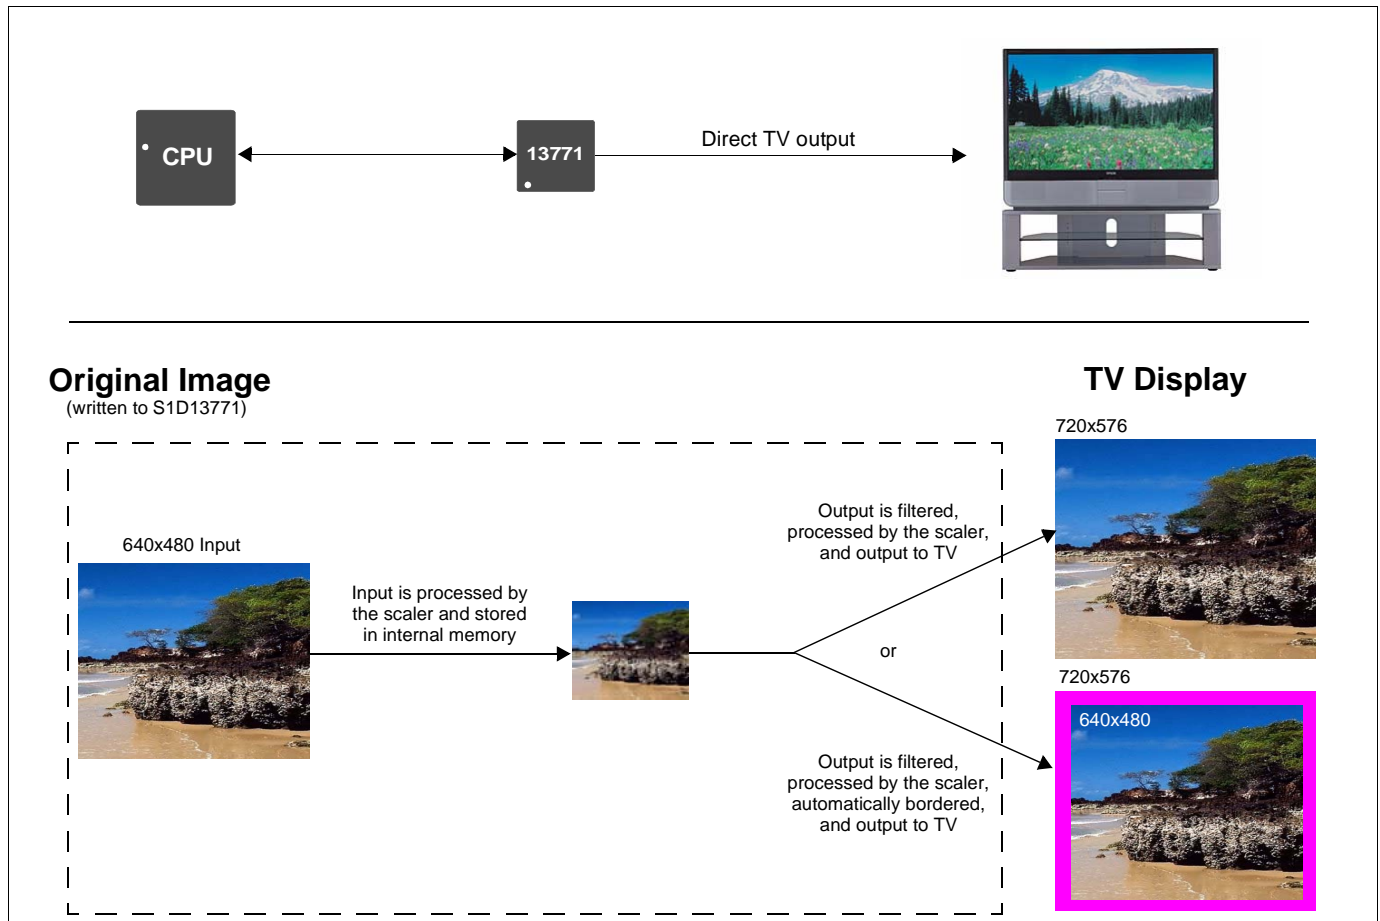 CPU
13771
Direct TV output
Original Image
(written to S1D13771)
TV Display
720x576
640x480 Input
Input is processed by
the scaler and stored
in internal memory
Output is filtered,
processed by the scaler,
and output to TV
or
Output is filtered,
processed by the scaler,
automatically bordered,
and output to TV
720x576
640x480